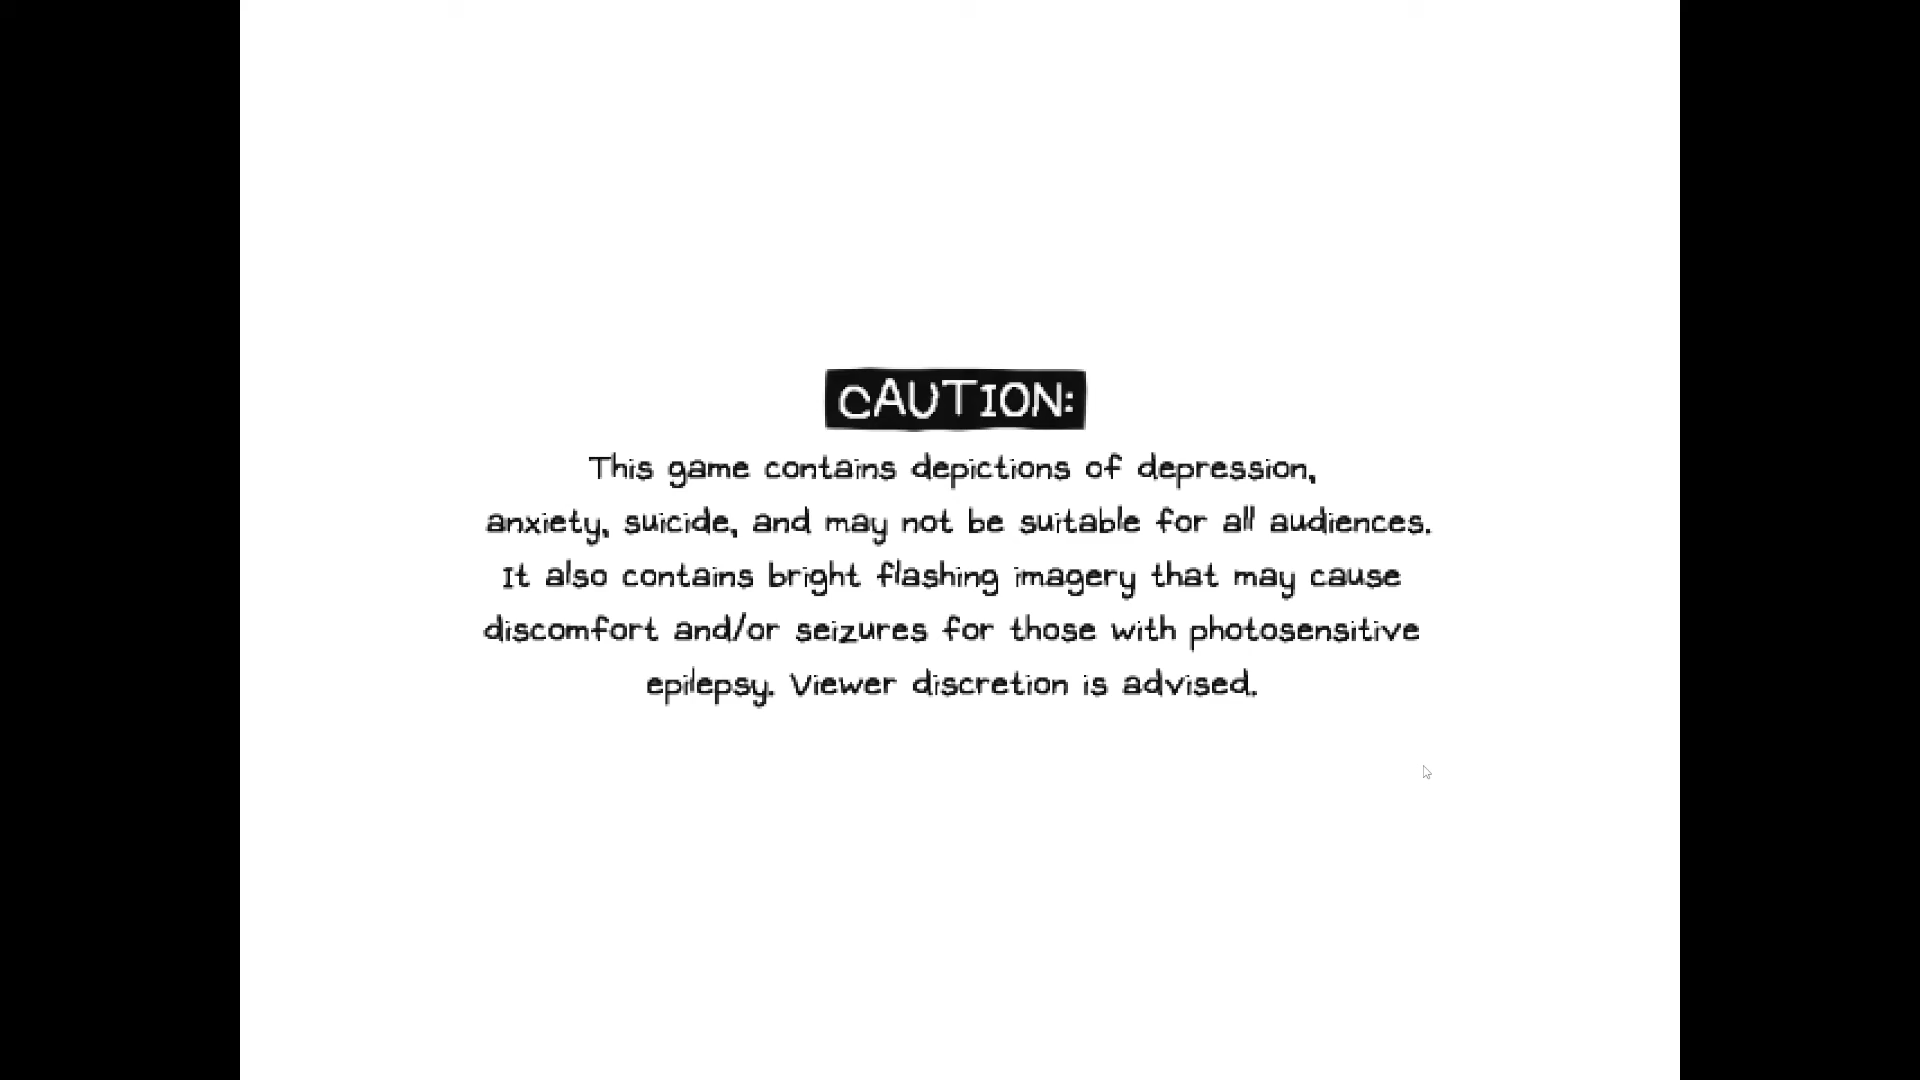 CAUTION:
This game contains depictions of depression,
anxiety, suicide, and may not be suitable for all audiences.
It also contains bright flashing imagery that may cause
discomfort and/or seizures for those with photosensitive
epilepsy. Viewer discretion is advised.